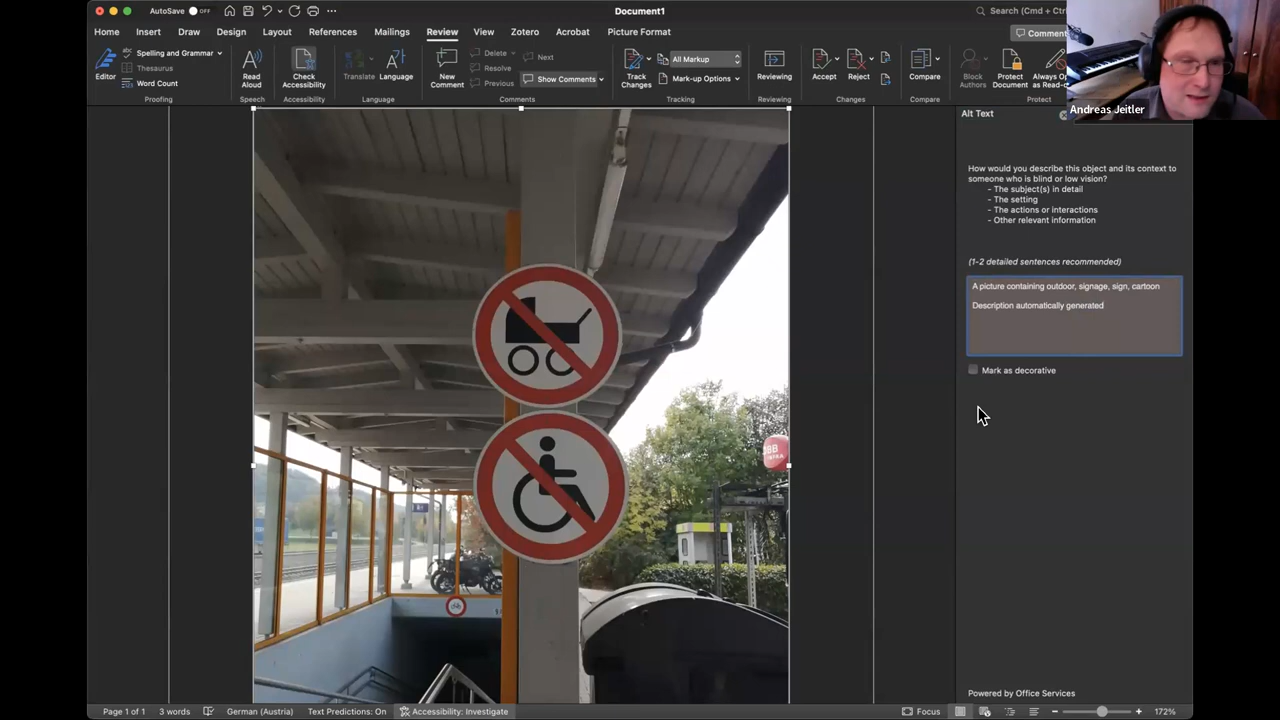 AutoSave OFF
Document1
Search (Cmd + Ctrl
Home Insert Draw Design Layout References Mailings Review View Zotero Acrobat Picture Format
Comment
Editor
Spelling and Grammar
Thesaurus
Word Count
Proofing
Read Aloud
Speech
Check Accessibility
Accessibility
Translate
Language
Language
New Comment
Delete
Resolve
Previous
Next
Show Comments
Comments
Track Changes
All Markup
Mark-up Options
Tracking
Reviewing
Reviewing
Accept
Reject
Changes
Compare
Compare
Block Authors
Protect Document
Always Op
as Read-o
Protect
Andreas Jeitler
Alt Text
How would you describe this object and its context to
someone who is blind or low vision?
- The subject(s) in detail
- The setting
- The actions or interactions
- Other relevant information
(1-2 detailed sentences recommended)
A picture containing outdoor, signage, sign, cartoon
Description automatically generated
Mark as decorative
Powered by Office Services
Page 1 of 1 3 words German (Austria) Text Predictions: On Accessibility: Investigate Focus 172%